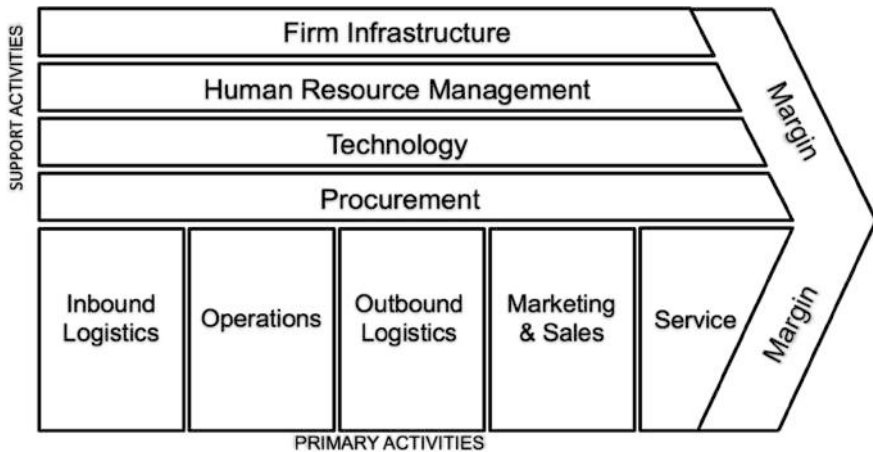 SUPPORT ACTIVITIES
Firm Infrastructure
Human Resource Management
Technology
Procurement
Margin
Inbound
Logistics
Operations
Outbound
Logistics
Marketing
& Sales
Service
Margin
PRIMARY ACTIVITIES